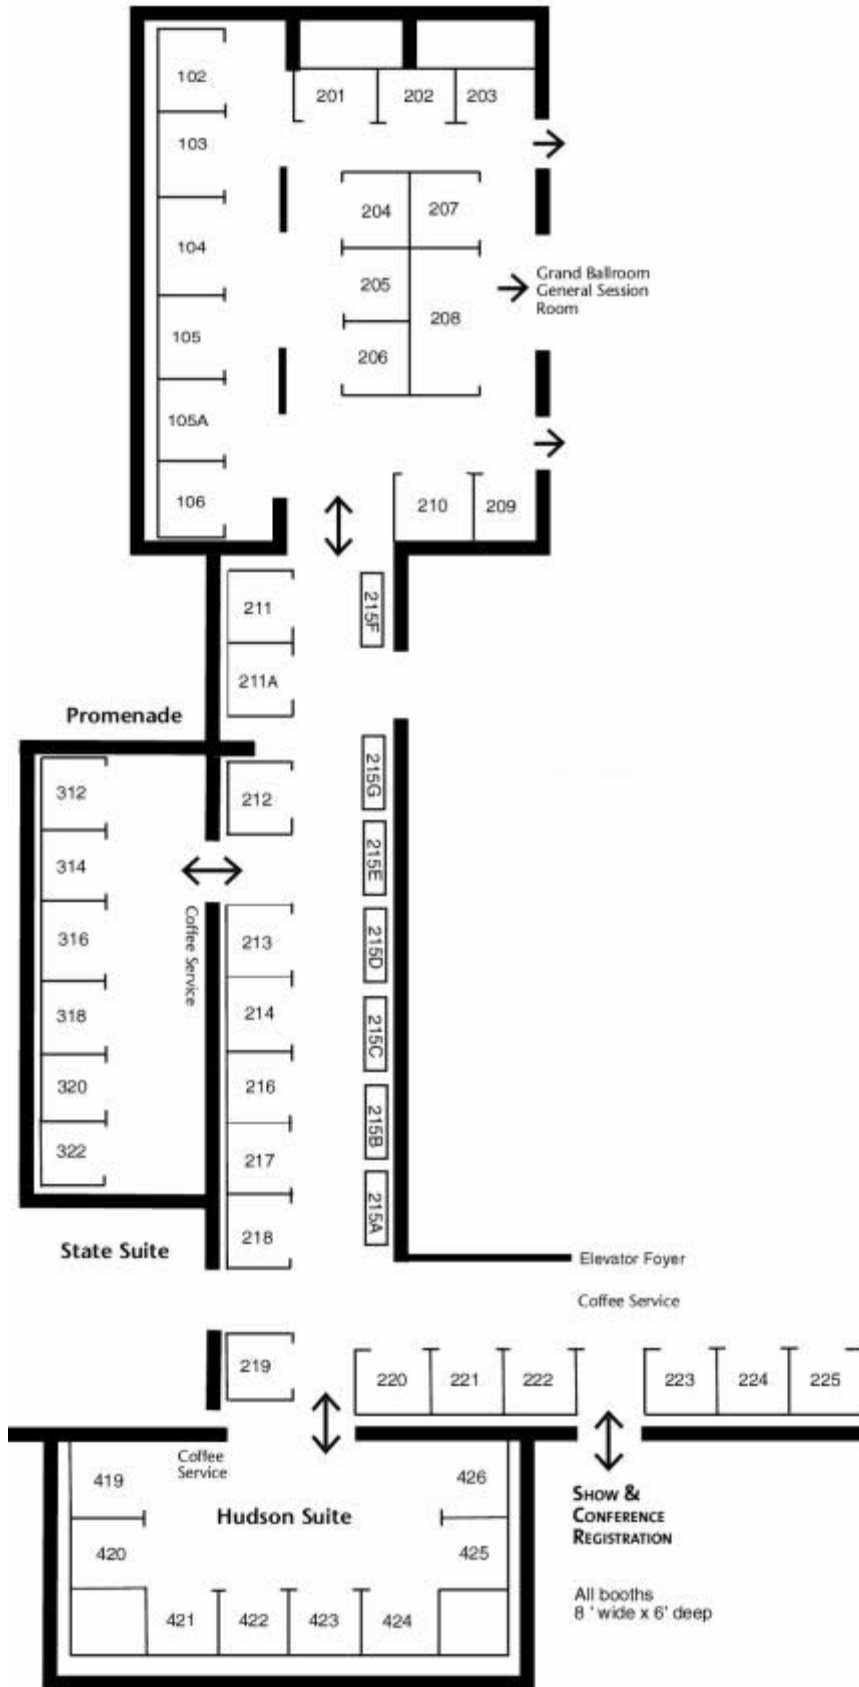 102
201
202
203
103
204
207
104
205
Grand Ballroom
General Session
Room
208
105
206
105A
106
210
209
211
215F
211A
Promenade
312
215G
212
314
215E
Coffee Service
316
213
215D
318
214
215C
320
216
215B
322
217
215A
218
State Suite
Elevator Foyer
Coffee Service
219
220
221
222
223
224
225
Coffee
Service
419
426
Hudson Suite
SHOW &
CONFERENCE
REGISTRATION
420
425
421
422
423
424
All booths
8 ' wide x 6' deep